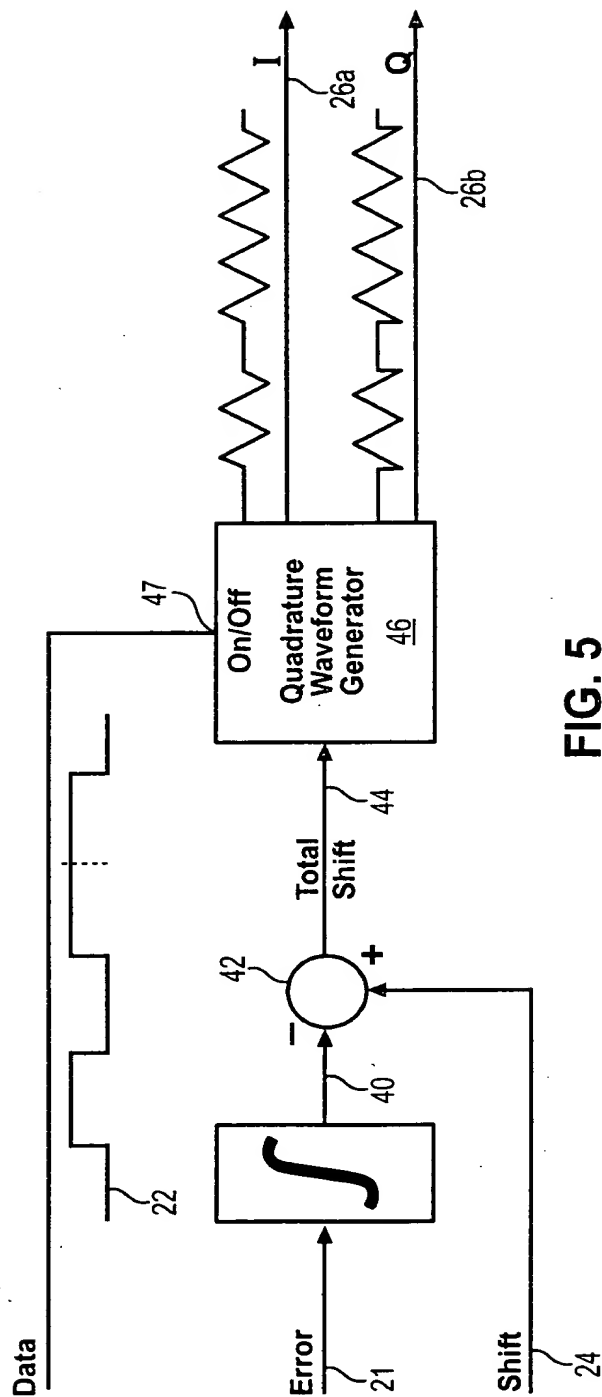 Data
22
47
On/Off
Quadrature
Waveform
Generator
46
I
26a
Q
26b
Error
21
∫
40
−
42
+
Total
Shift
44
Shift
24
FIG. 5